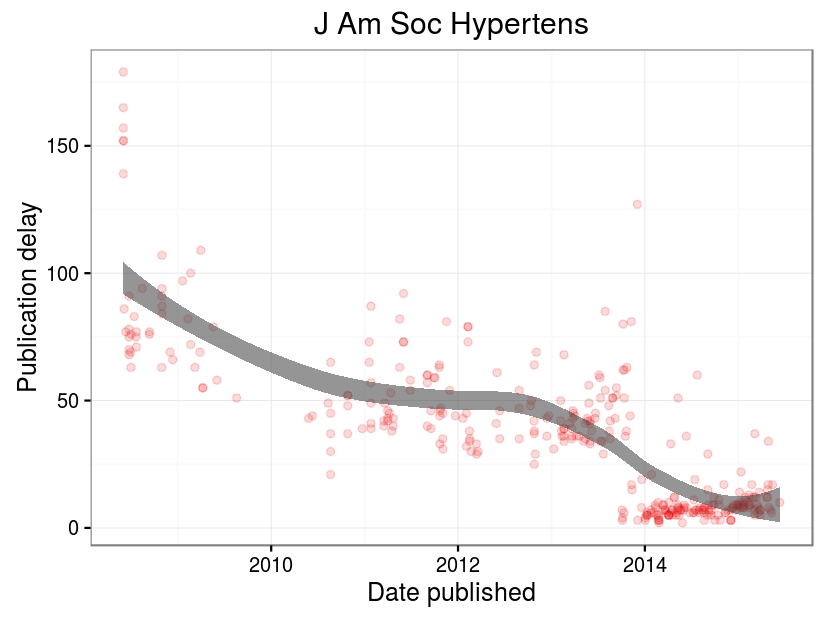 J Am Soc Hypertens
Publication delay
150
100
50
0
2010 2012 2014
Date published